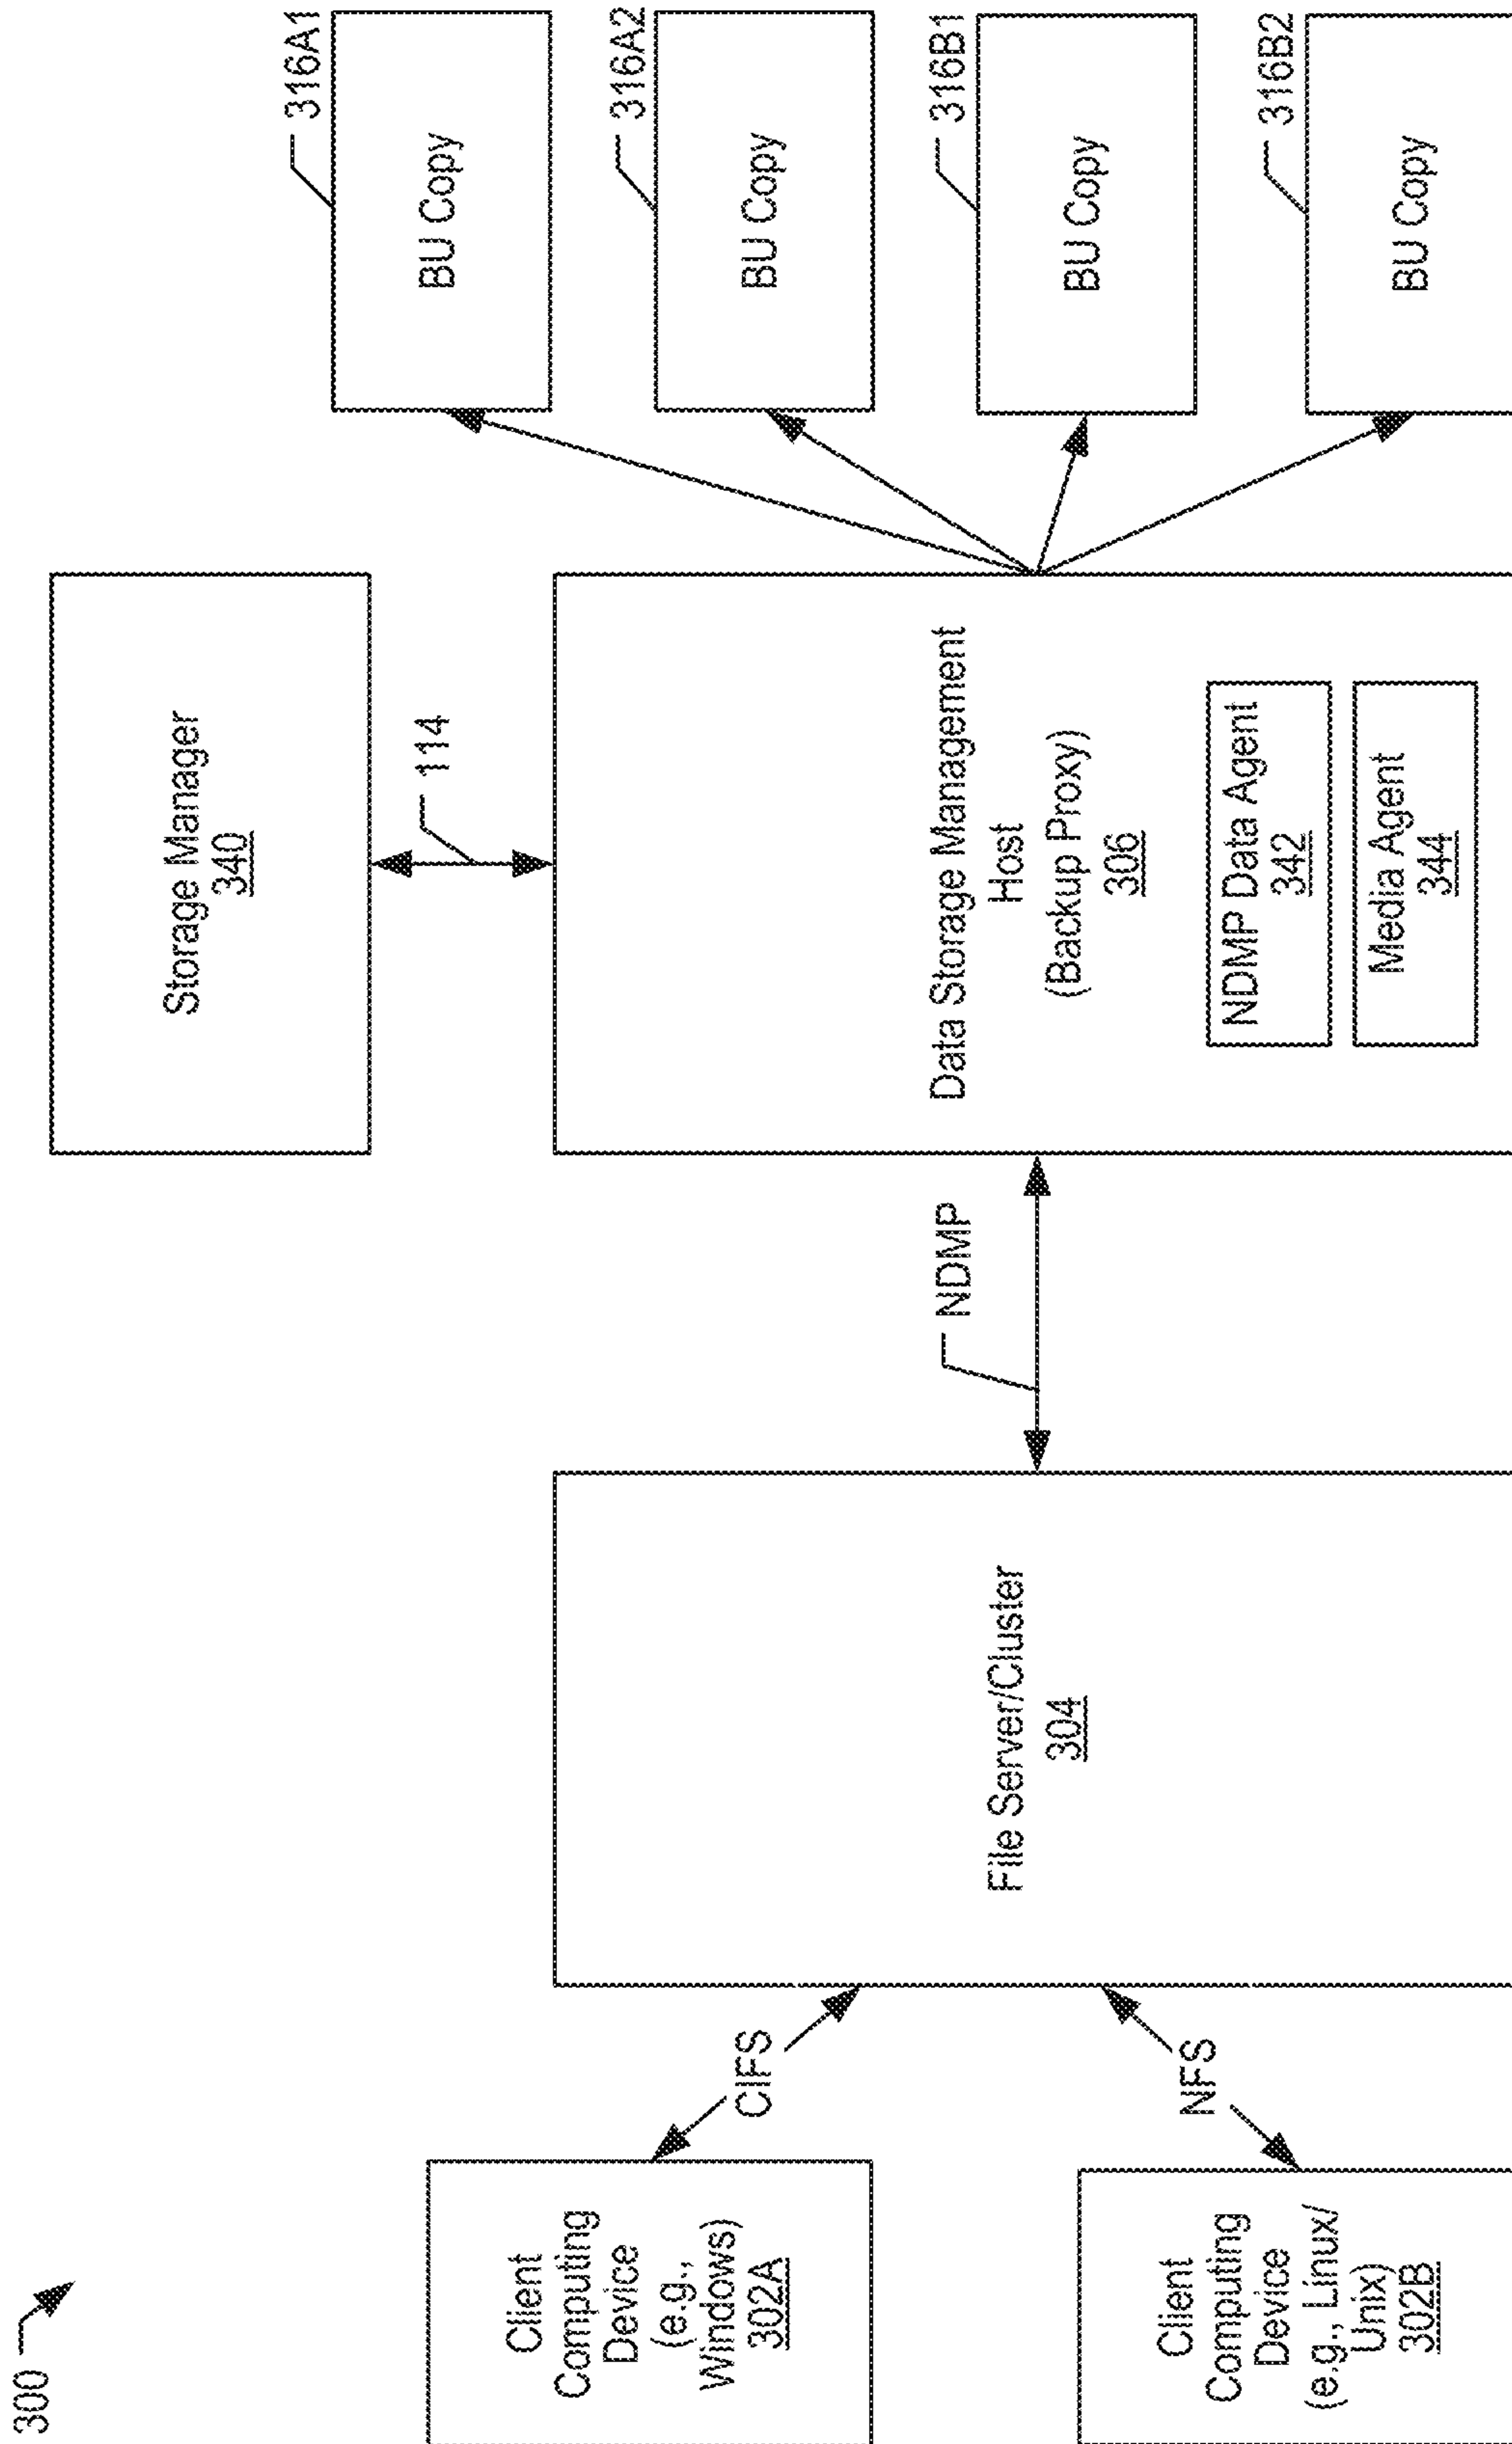 300
Client
Computing
Device
(e.g.,
Windows)
302A
Client
Computing
Device
(e.g., Linux/
Unix)
302B
CIFS
NFS
File Server/Cluster
304
NDMP
Storage Manager
340
114
Data Storage Management
Host
(Backup Proxy)
306
NDMP Data Agent
342
Media Agent
344
316A1
BU Copy
316A2
BU Copy
316B1
BU Copy
316B2
BU Copy